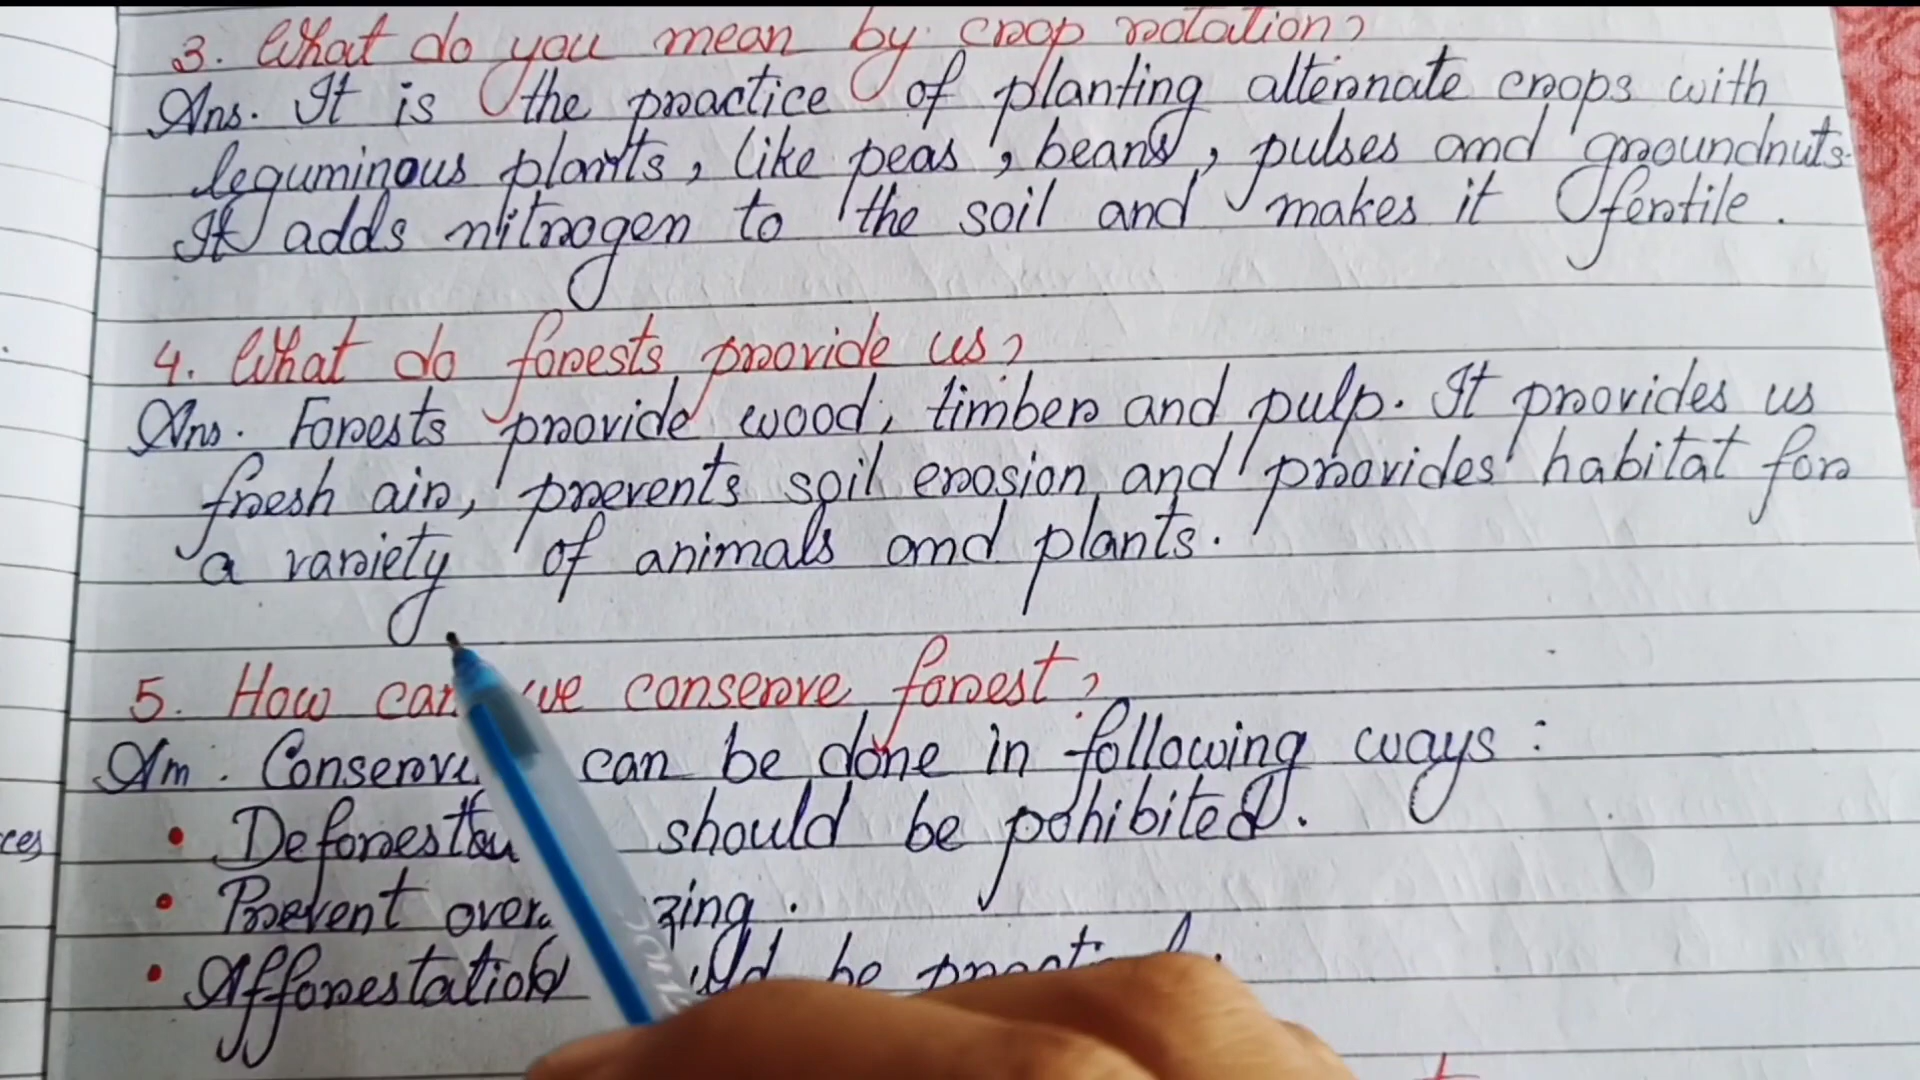 3. What do you mean by crop rotation?
Ans. It is the practice of planting alternate crops with
leguminous plants, like peas, beans, pulses and groundnuts.
It adds nitrogen to the soil and makes it fertile.
4. What do forests provide us?
Ans. Forests provide wood, timber and pulp. It provides us
fresh air, prevents soil erosion and provides habitat for
a variety of animals and plants.
5. How can we conserve forest?
Ans. can be done in following ways :
• should be pohibited.
• Prevent
• Afforestation be
ces